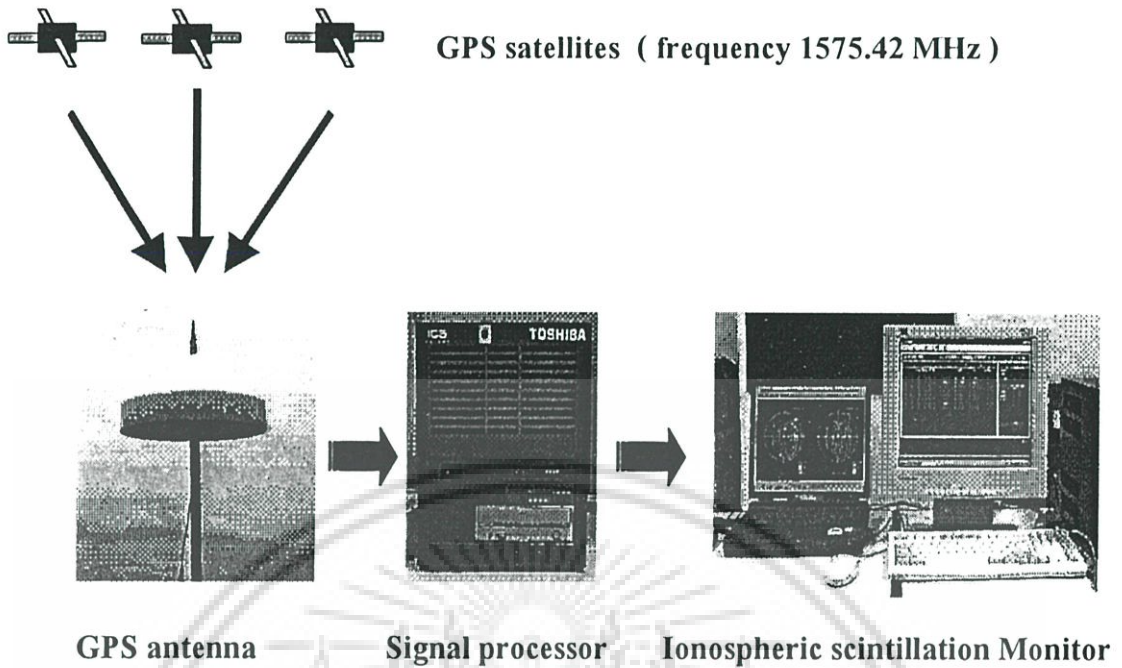 GPS satellites ( frequency 1575.42 MHz )
TOSHIBA
GPS antenna
Signal processor
Ionospheric scintillation Monitor